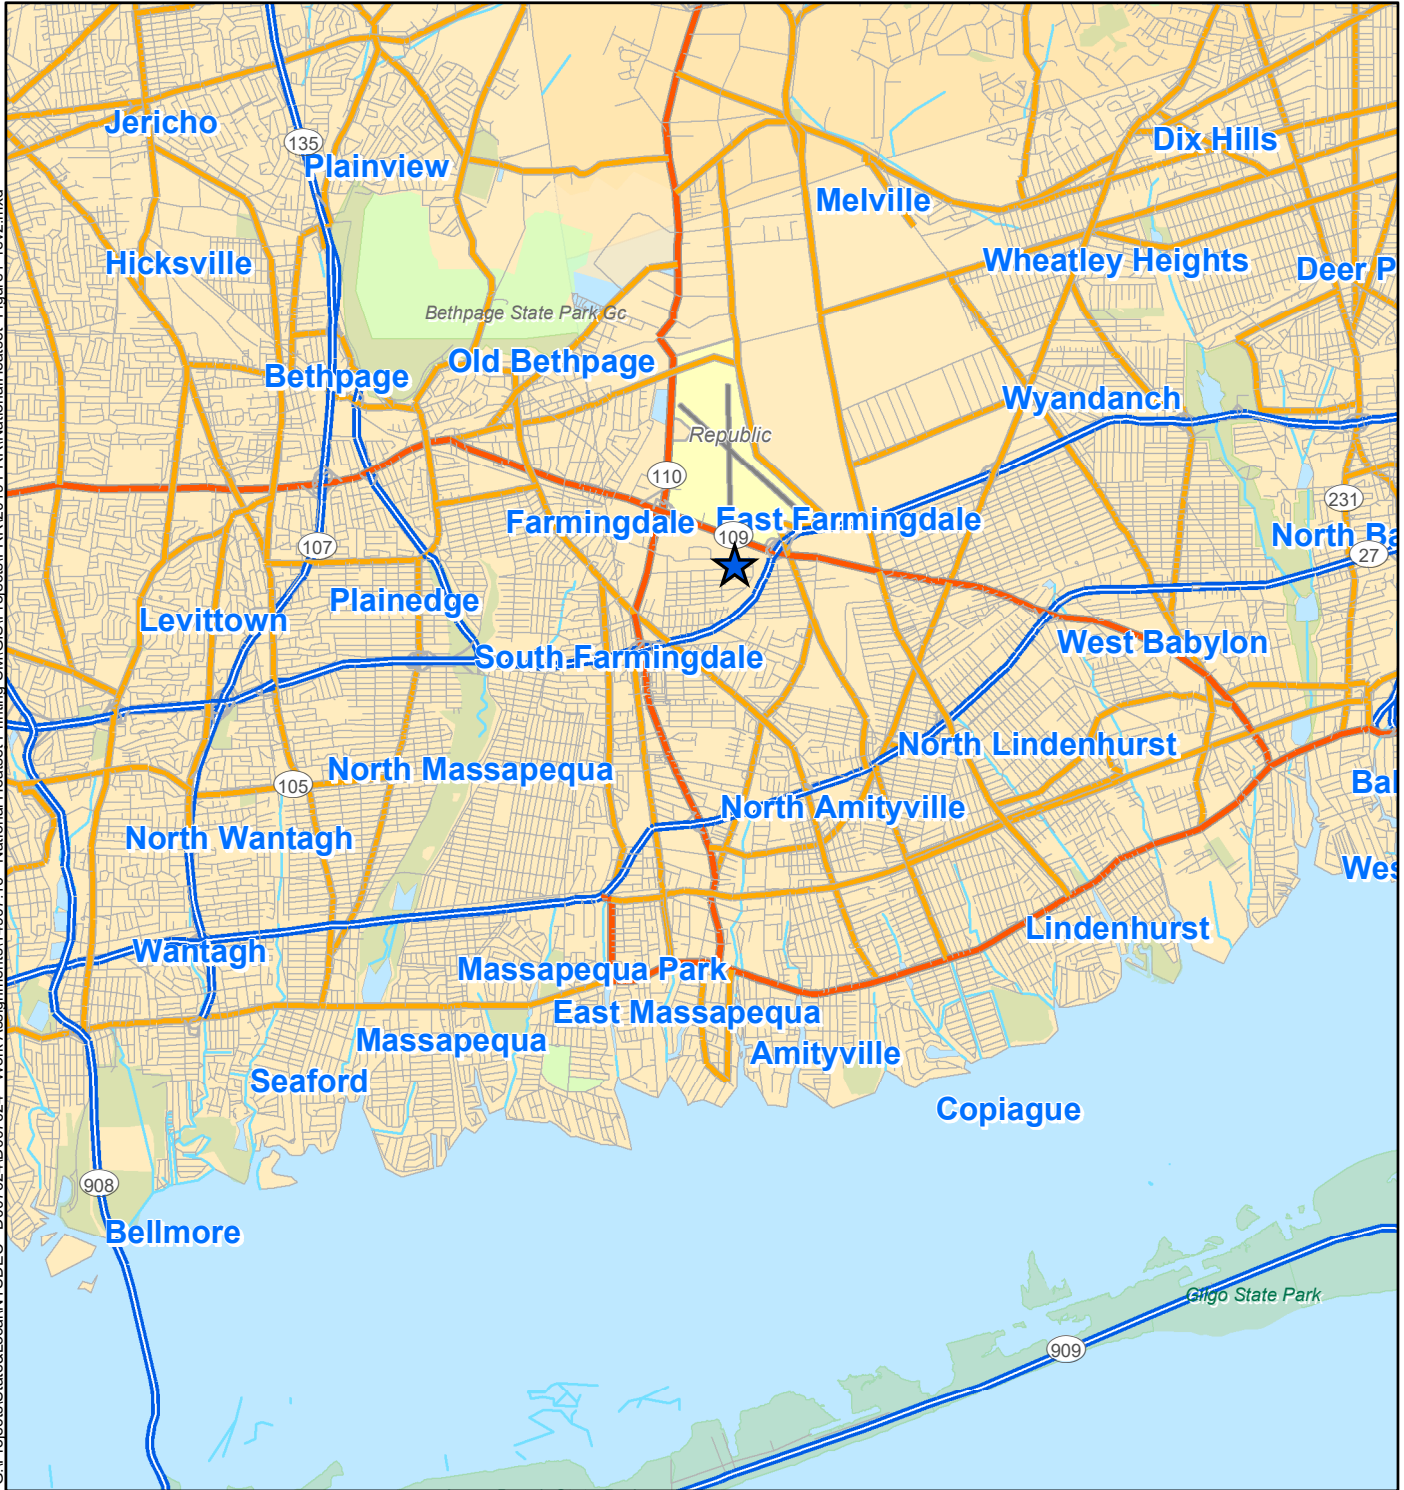 Jericho
135
Plainview
Dix Hills
Melville
Hicksville
Wheatley Heights
Deer P
Bethpage State Park Gc
Old Bethpage
Bethpage
Wyandanch
Republic
110
231
Farmingdale
East Farmingdale
109
North Ba
27
107
Plainedge
Levittown
West Babylon
South Farmingdale
North Lindenhurst
North Massapequa
105
Bal
North Amityville
North Wantagh
Wes
Lindenhurst
Wantagh
Massapequa Park
East Massapequa
Massapequa
Amityville
Seaford
Copiague
908
Bellmore
Gilgo State Park
909